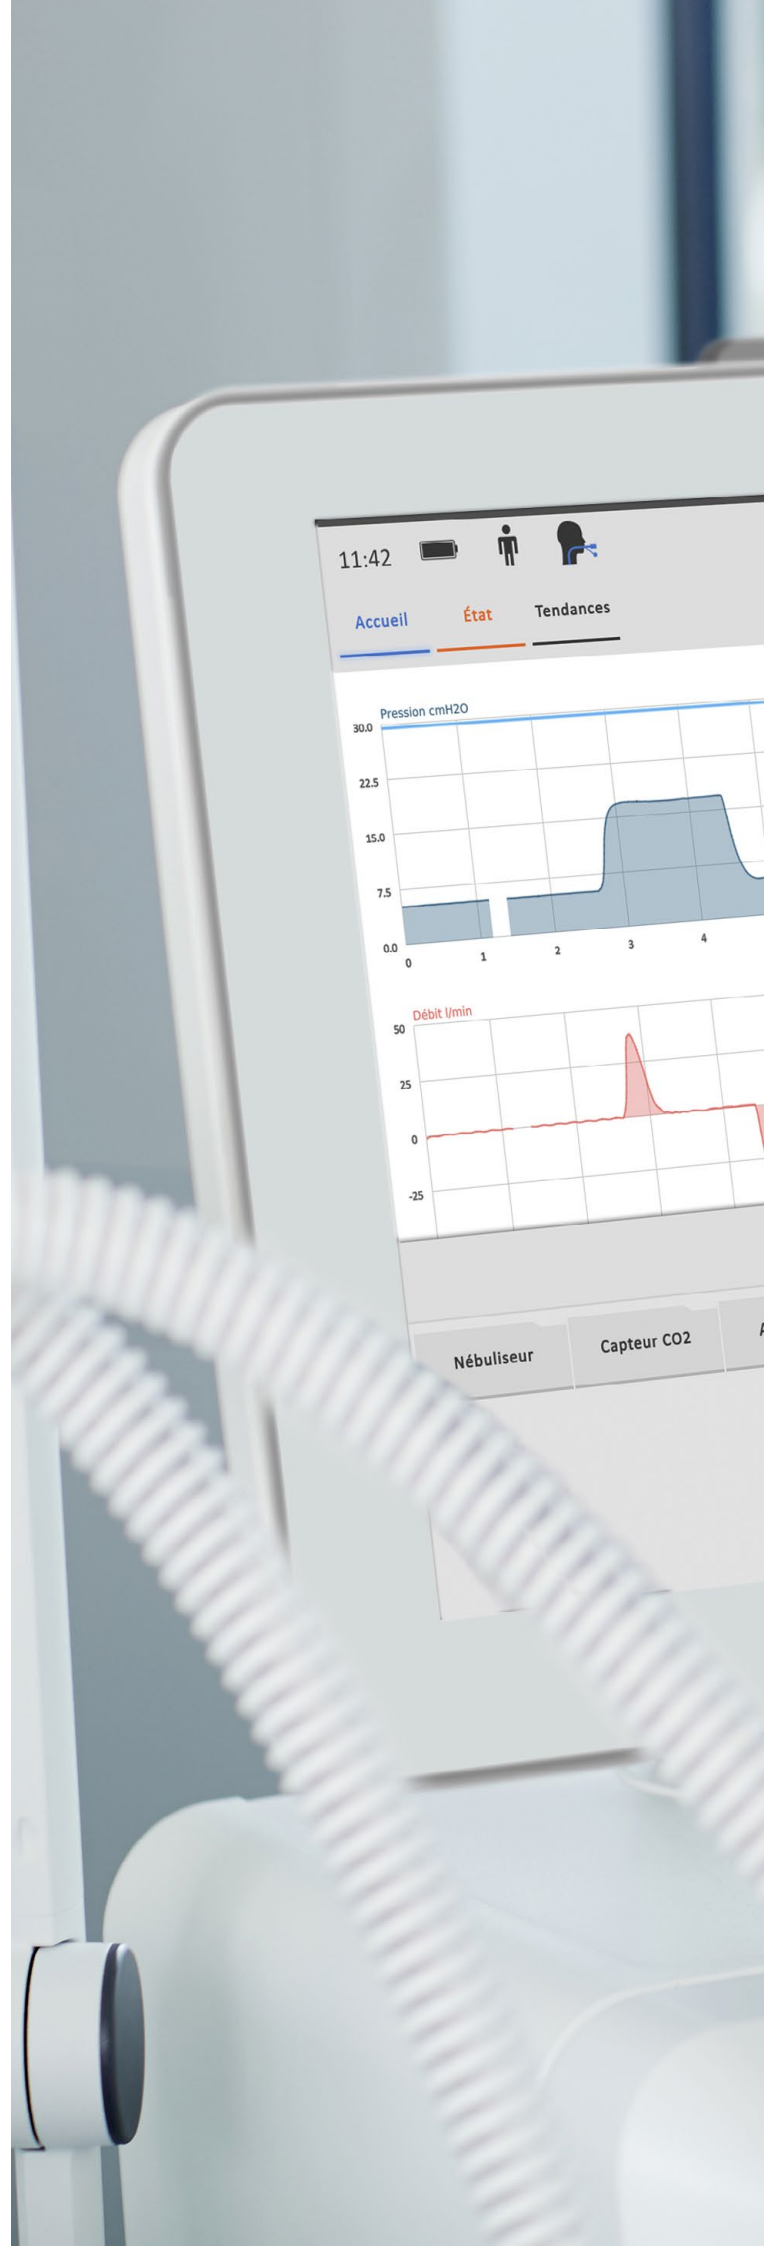 11:42
Accueil État Tendances
Pression cmH2O
30.0
22.5
15.0
7.5
0.0
0 1 2 3 4
Débit l/min
50
25
0
-25
Nébuliseur Capteur CO2